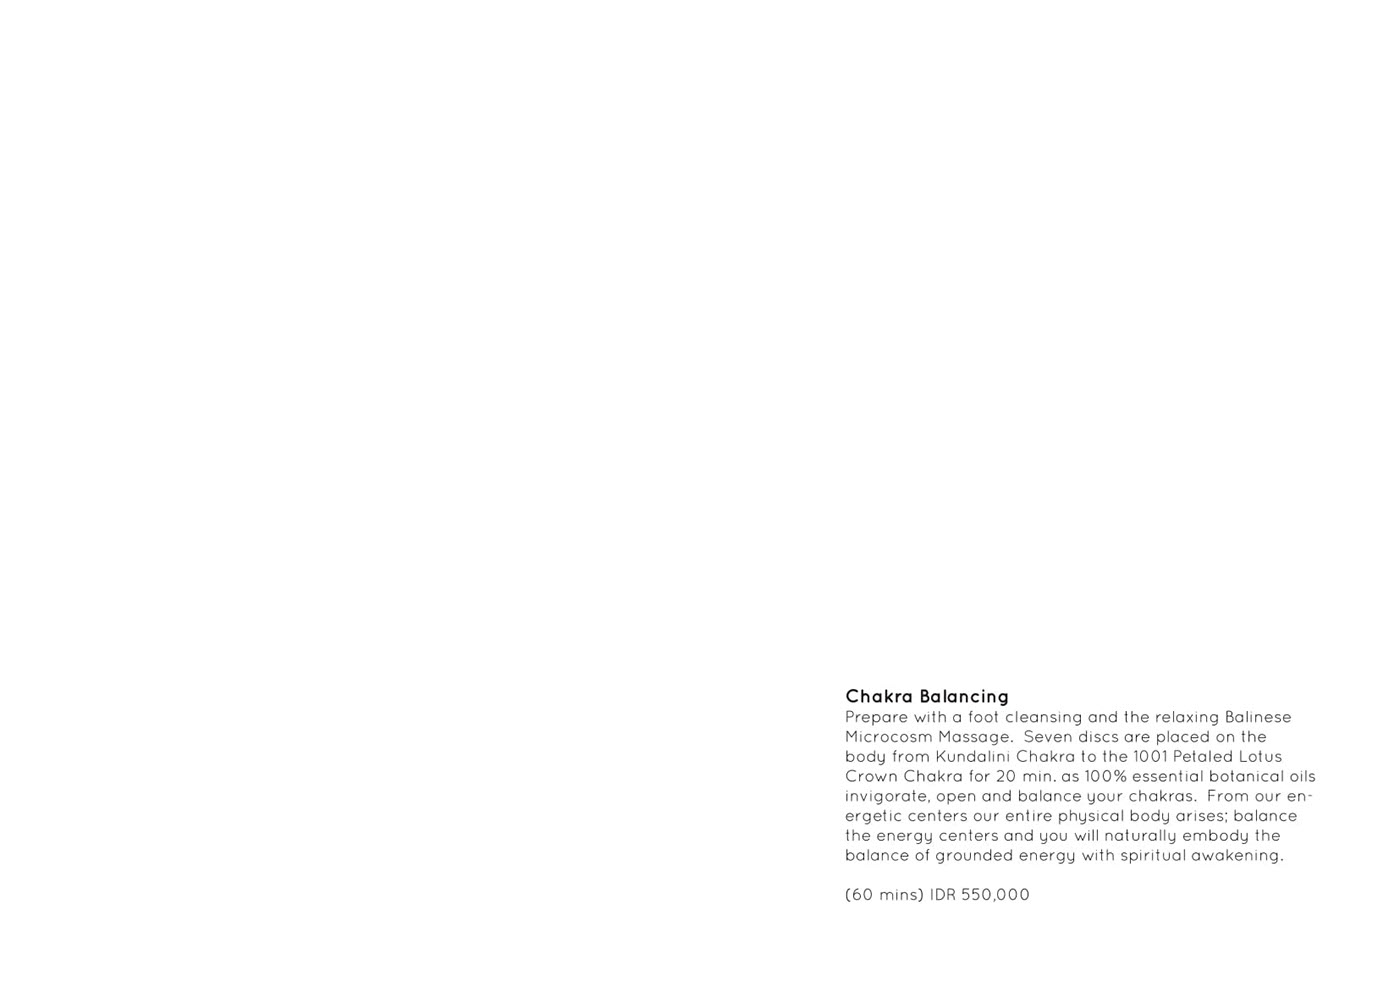 Chakra Balancing
Prepare with a foot cleansing and the relaxing Balinese
Microcosm Massage.  Seven discs are placed on the
body from Kundalini Chakra to the 1001 Petaled Lotus
Crown Chakra for 20 min. as 100% essential botanical oils
invigorate, open and balance your chakras.  From our en-
ergetic centers our entire physical body arises; balance
the energy centers and you will naturally embody the
balance of grounded energy with spiritual awakening.
(60 mins) IDR 550,000